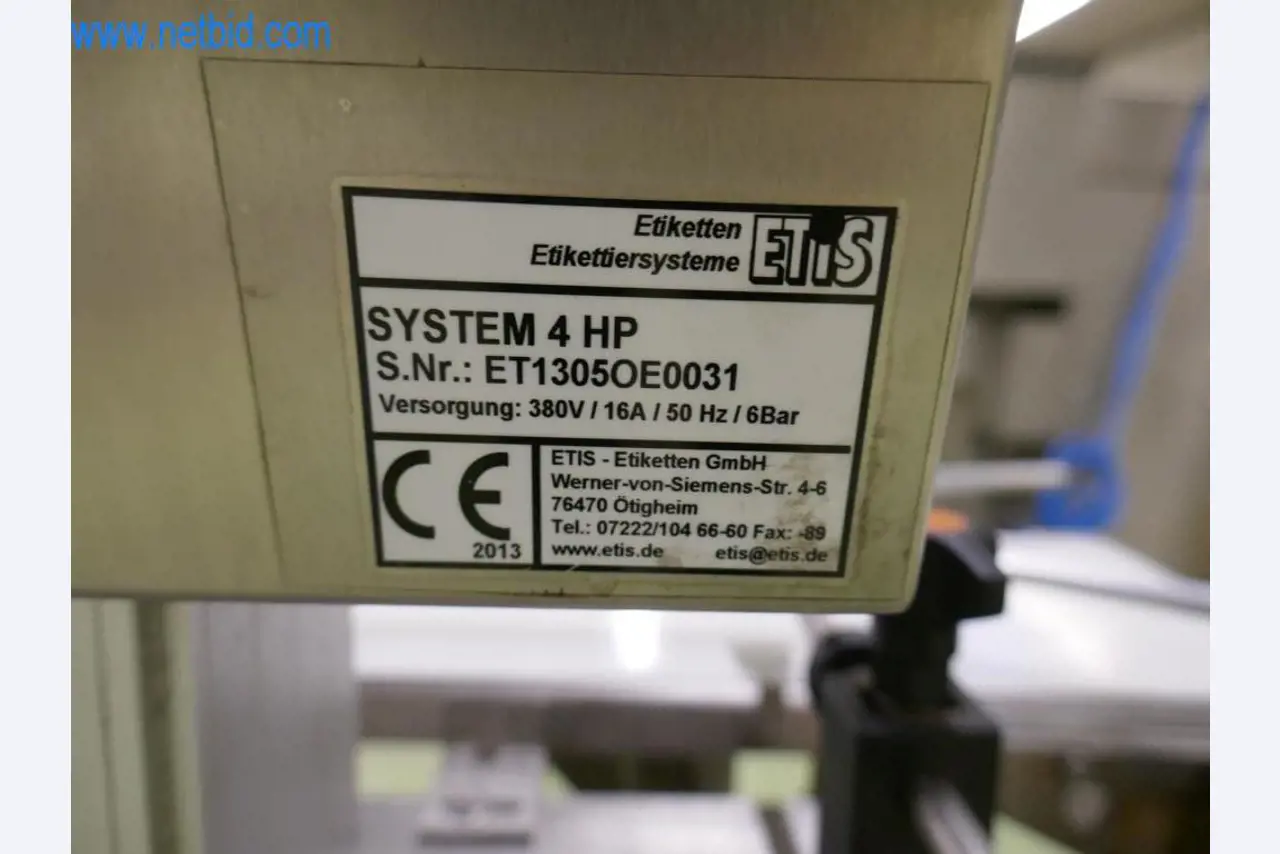 www.netbid.com
Etiketten
Etikettiersysteme ETIS
SYSTEM 4 HP
S.Nr.: ET1305OE0031
Versorgung: 380V / 16A / 50 Hz / 6Bar
CE
2013
ETIS - Etiketten GmbH
Werner-von-Siemens-Str. 4-6
76470 Ötigheim
Tel.: 07222/104 66-60 Fax: -89
www.etis.de etis@etis.de